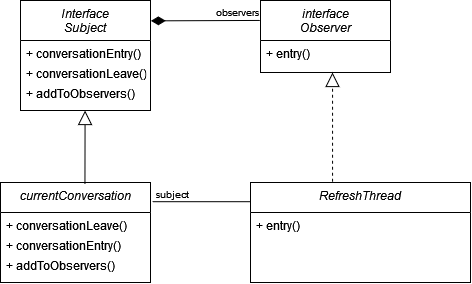 Interface
Subject
+ conversationEntry()
+ conversationLeave()
+ addToObservers()
observers
interface
Observer
+ entry()
currentConversation
+ conversationLeave()
+ conversationEntry()
+ addToObservers()
subject
RefreshThread
+ entry()